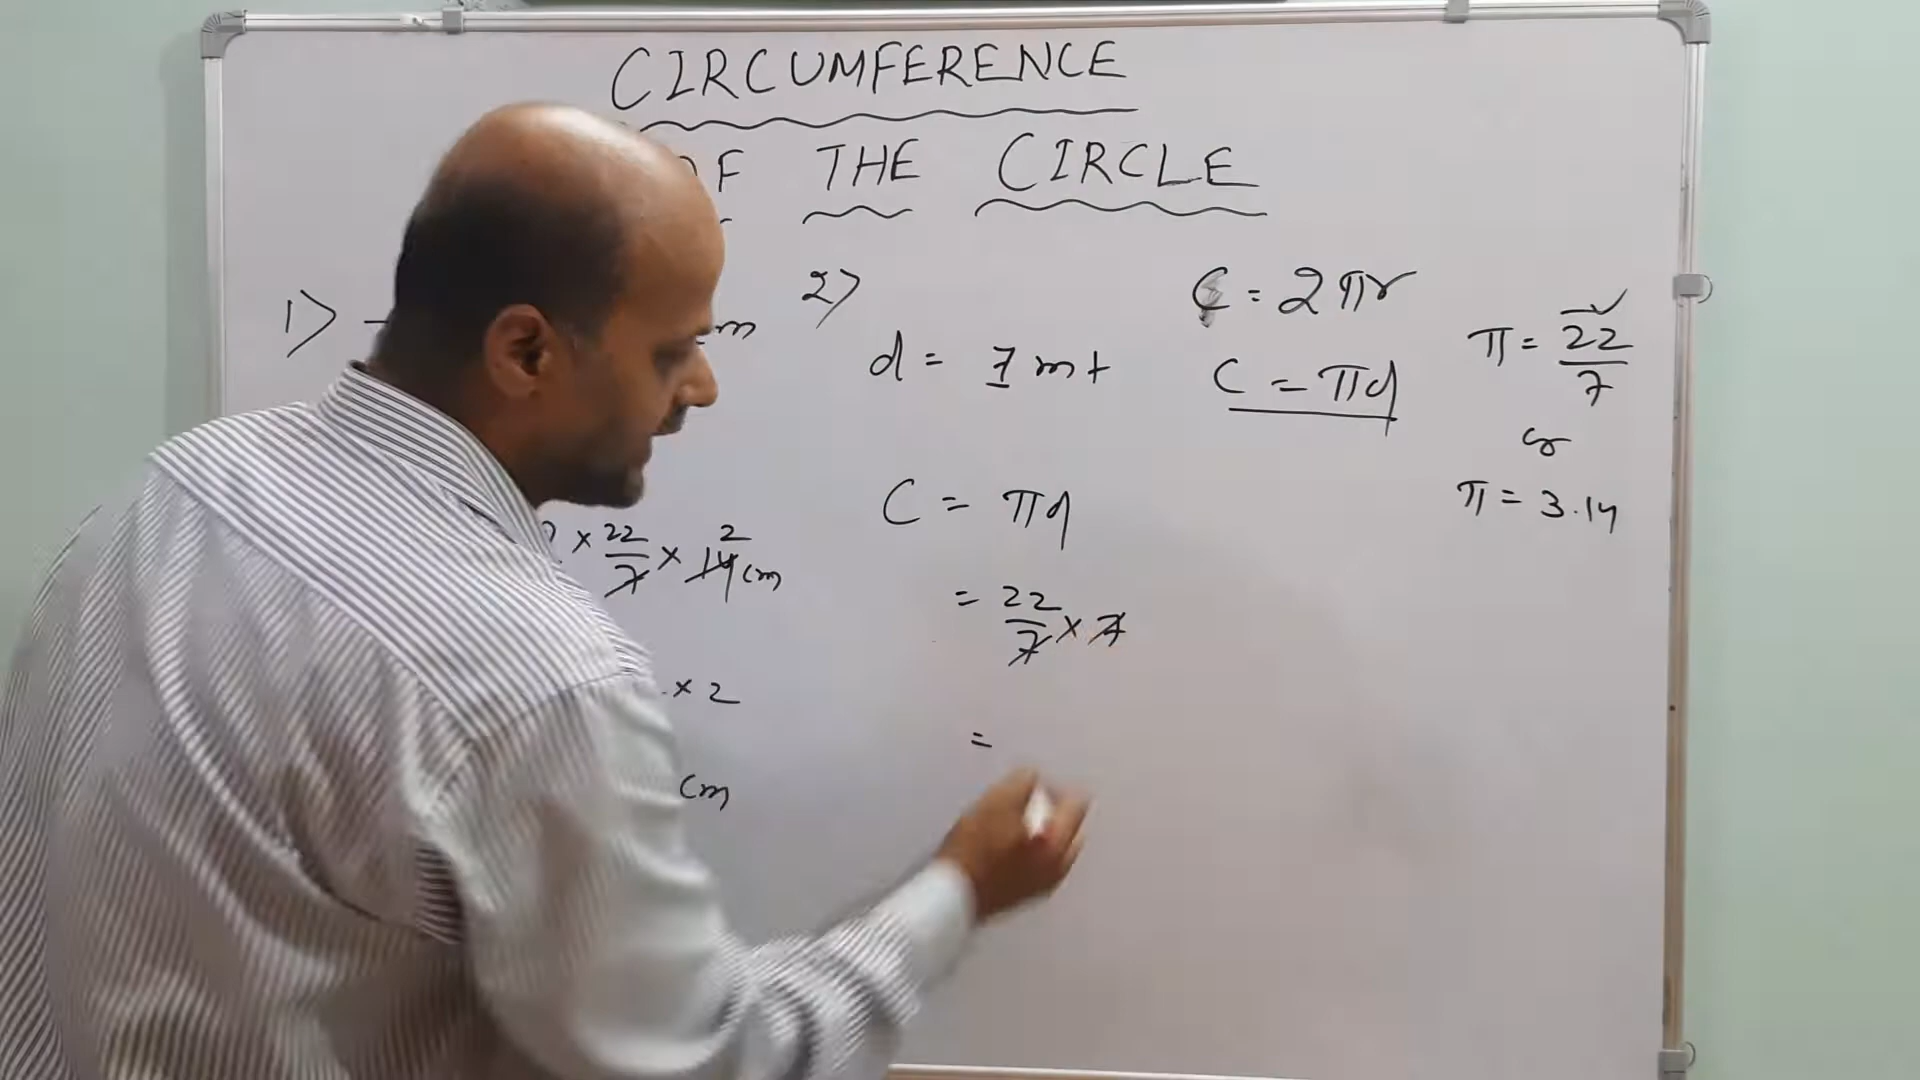 CIRCUMFERENCE
OF THE CIRCLE
1)
m
2)
d = 7 mt
C = 2πr
C = πd
π = 22/7
or
π = 3.14
× 22/7 × 14 cm
2
× 2
cm
C = πd
= 22/7 × 7
=